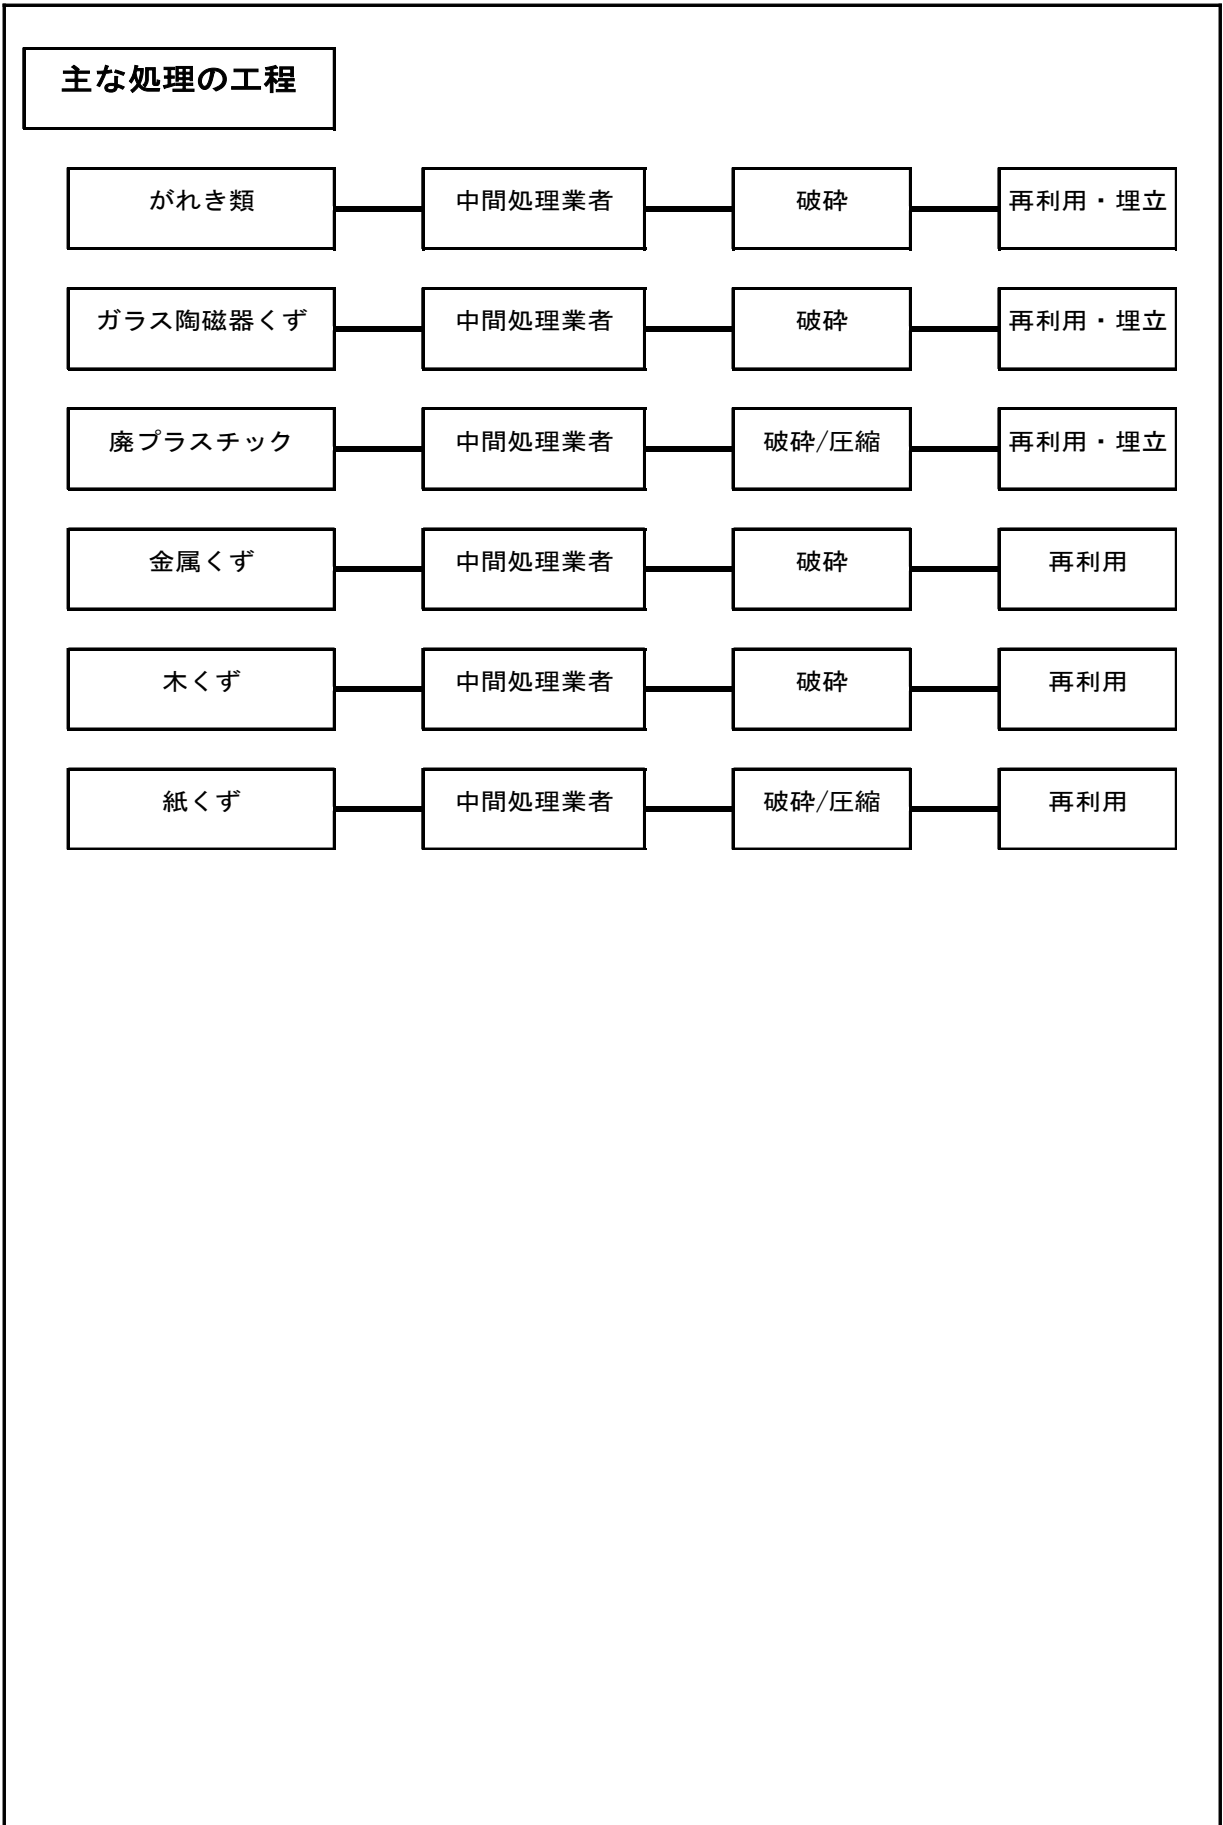 主な処理の工程
がれき類 中間処理業者 破砕 再利用・埋立
ガラス陶磁器くず 中間処理業者 破砕 再利用・埋立
廃プラスチック 中間処理業者 破砕/圧縮 再利用・埋立
金属くず 中間処理業者 破砕 再利用
木くず 中間処理業者 破砕 再利用
紙くず 中間処理業者 破砕/圧縮 再利用